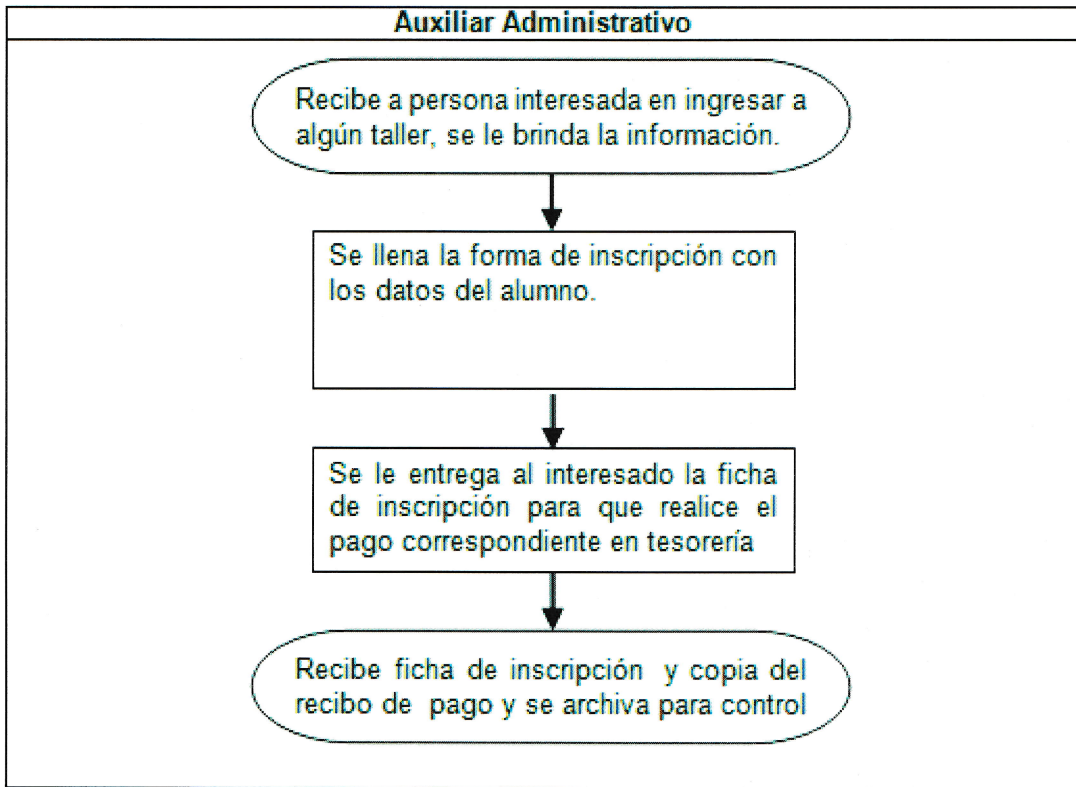 Auxiliar Administrativo
Recibe a persona interesada en ingresar a
algún taller, se le brinda la información.
Se llena la forma de inscripción con
los datos del alumno.
Se le entrega al interesado la ficha
de inscripción para que realice el
pago correspondiente en tesorería
Recibe ficha de inscripción y copia del
recibo de pago y se archiva para control